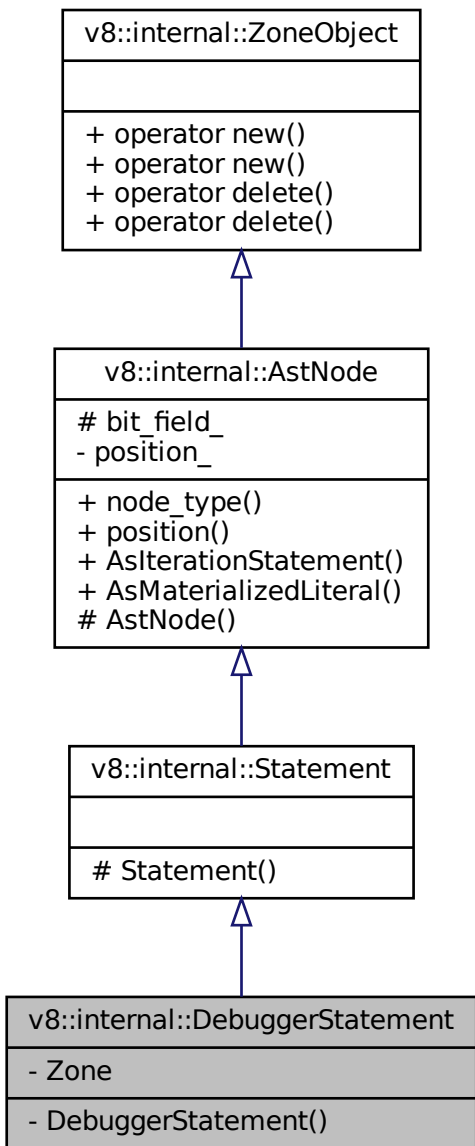 v8::internal::ZoneObject
+ operator new()
+ operator new()
+ operator delete()
+ operator delete()
v8::internal::AstNode
# bit_field_
- position_
+ node_type()
+ position()
+ AsIterationStatement()
+ AsMaterializedLiteral()
# AstNode()
v8::internal::Statement
# Statement()
v8::internal::DebuggerStatement
- Zone
- DebuggerStatement()